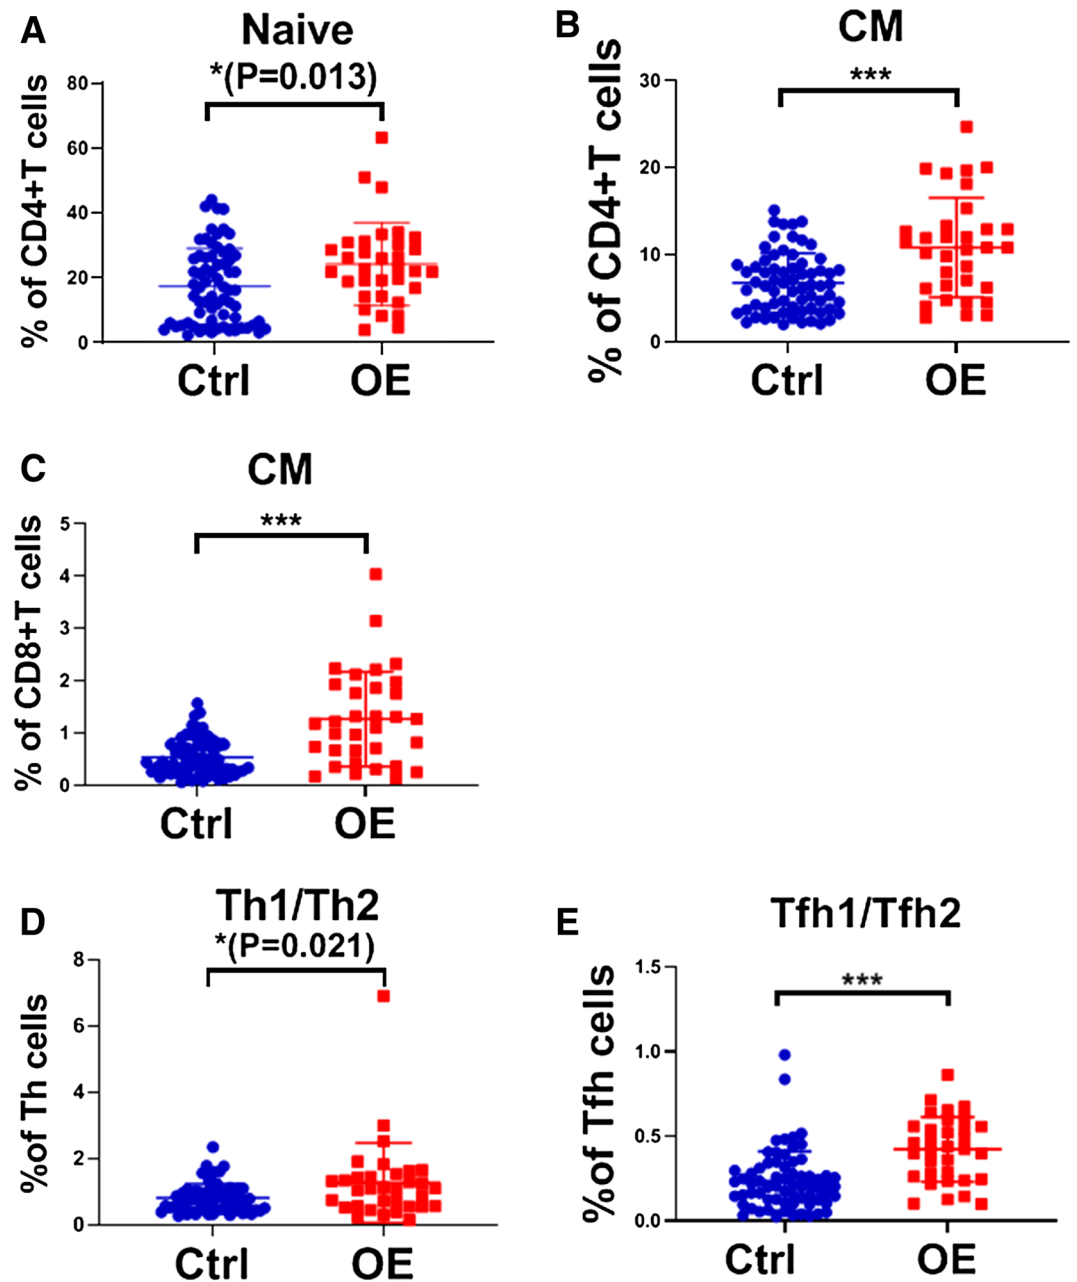 A
Naive
*(P=0.013)
% of CD4+T cells
80
60
40
20
0
Ctrl
OE
B
CM
***
% of CD4+T cells
30
20
10
0
Ctrl
OE
C
CM
***
% of CD8+T cells
5
4
3
2
1
0
Ctrl
OE
D
Th1/Th2
*(P=0.021)
%of Th cells
8
6
4
2
0
Ctrl
OE
E
Tfh1/Tfh2
***
%of Tfh cells
1.5
1.0
0.5
0.0
Ctrl
OE